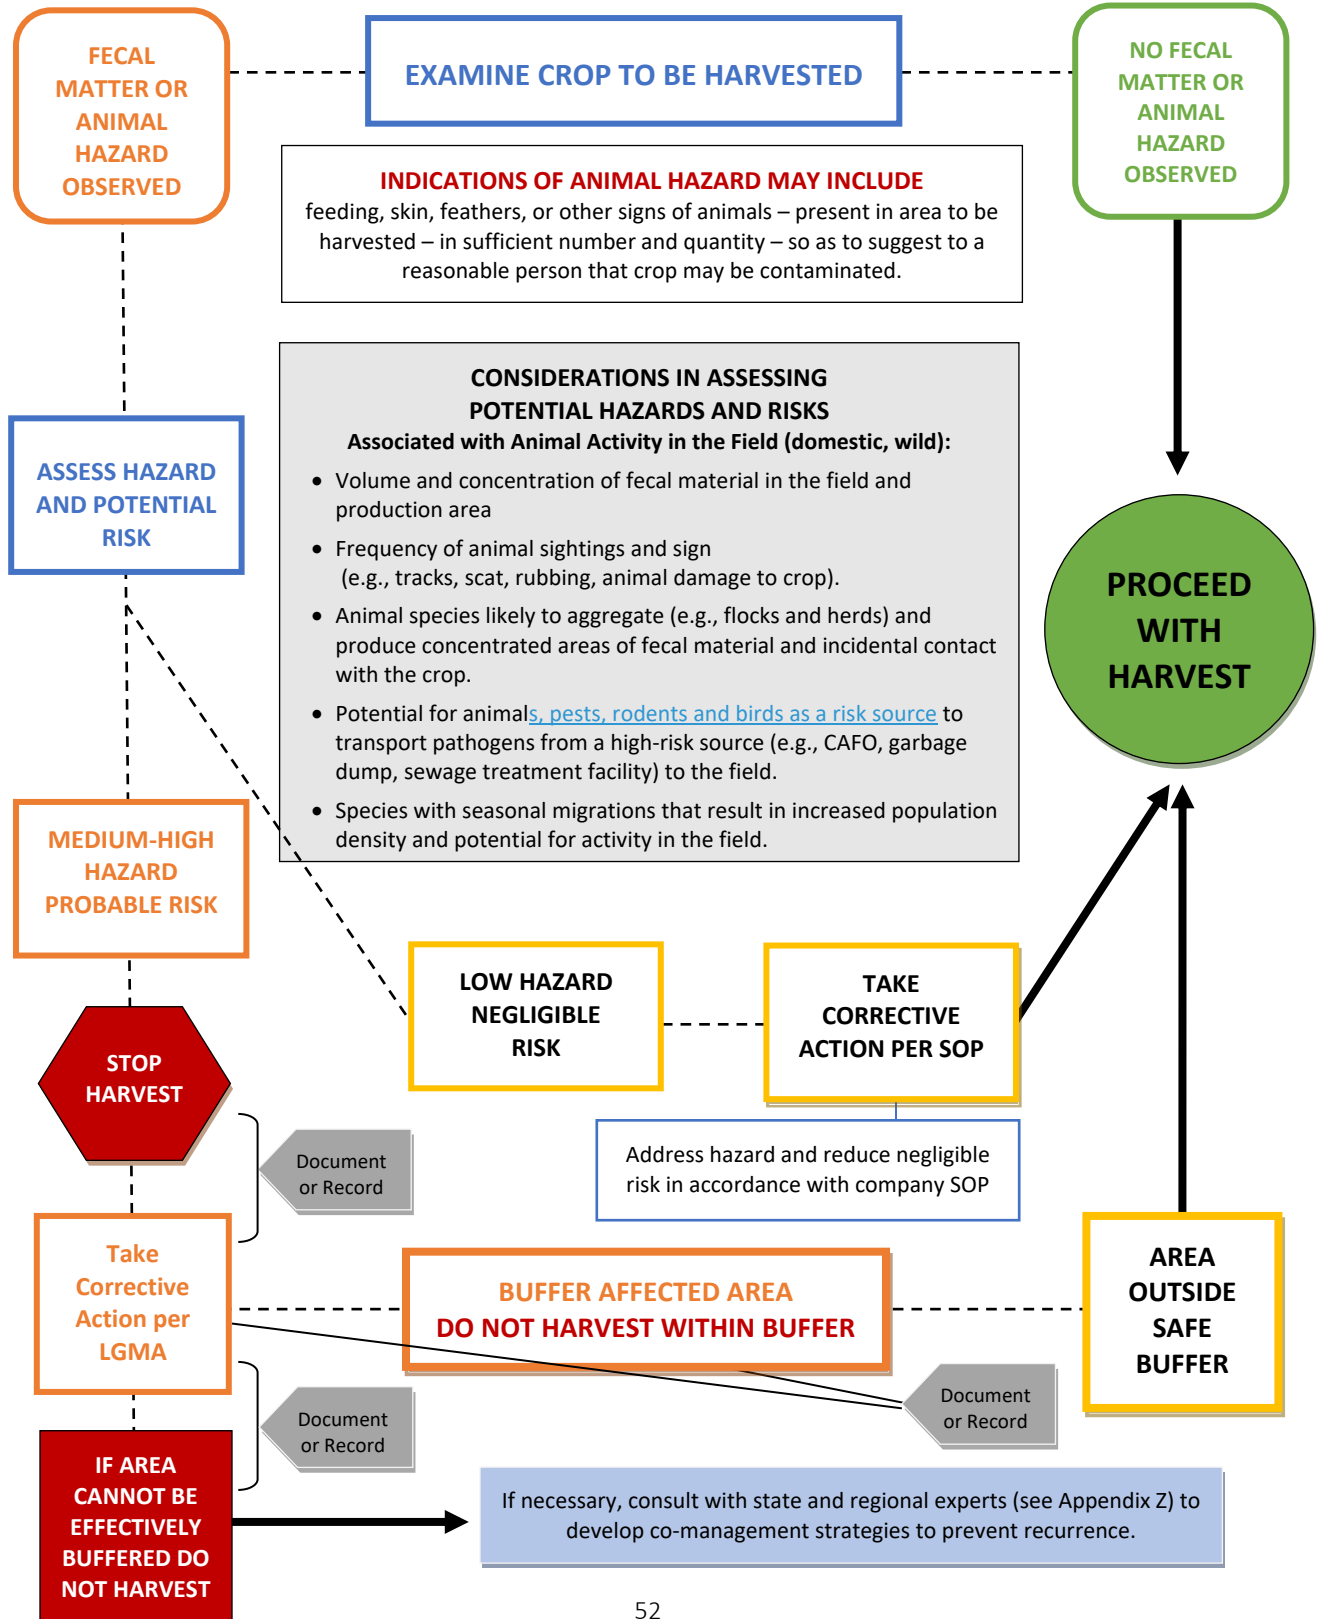 FECAL
MATTER OR
ANIMAL
HAZARD
OBSERVED
EXAMINE CROP TO BE HARVESTED
NO FECAL
MATTER OR
ANIMAL
HAZARD
OBSERVED
INDICATIONS OF ANIMAL HAZARD MAY INCLUDE
feeding, skin, feathers, or other signs of animals – present in area to be
harvested – in sufficient number and quantity – so as to suggest to a
reasonable person that crop may be contaminated.
CONSIDERATIONS IN ASSESSING
POTENTIAL HAZARDS AND RISKS
Associated with Animal Activity in the Field (domestic, wild):
• Volume and concentration of fecal material in the field and
production area
• Frequency of animal sightings and sign
(e.g., tracks, scat, rubbing, animal damage to crop).
• Animal species likely to aggregate (e.g., flocks and herds) and
produce concentrated areas of fecal material and incidental contact
with the crop.
• Potential for animals, pests, rodents and birds as a risk source to
transport pathogens from a high-risk source (e.g., CAFO, garbage
dump, sewage treatment facility) to the field.
• Species with seasonal migrations that result in increased population
density and potential for activity in the field.
ASSESS HAZARD
AND POTENTIAL
RISK
PROCEED
WITH
HARVEST
MEDIUM-HIGH
HAZARD
PROBABLE RISK
LOW HAZARD
NEGLIGIBLE
RISK
TAKE
CORRECTIVE
ACTION PER SOP
STOP
HARVEST
Document
or Record
Address hazard and reduce negligible
risk in accordance with company SOP
Take
Corrective
Action per
LGMA
BUFFER AFFECTED AREA
DO NOT HARVEST WITHIN BUFFER
AREA
OUTSIDE
SAFE
BUFFER
Document
or Record
Document
or Record
IF AREA
CANNOT BE
EFFECTIVELY
BUFFERED DO
NOT HARVEST
If necessary, consult with state and regional experts (see Appendix Z) to
develop co-management strategies to prevent recurrence.
52